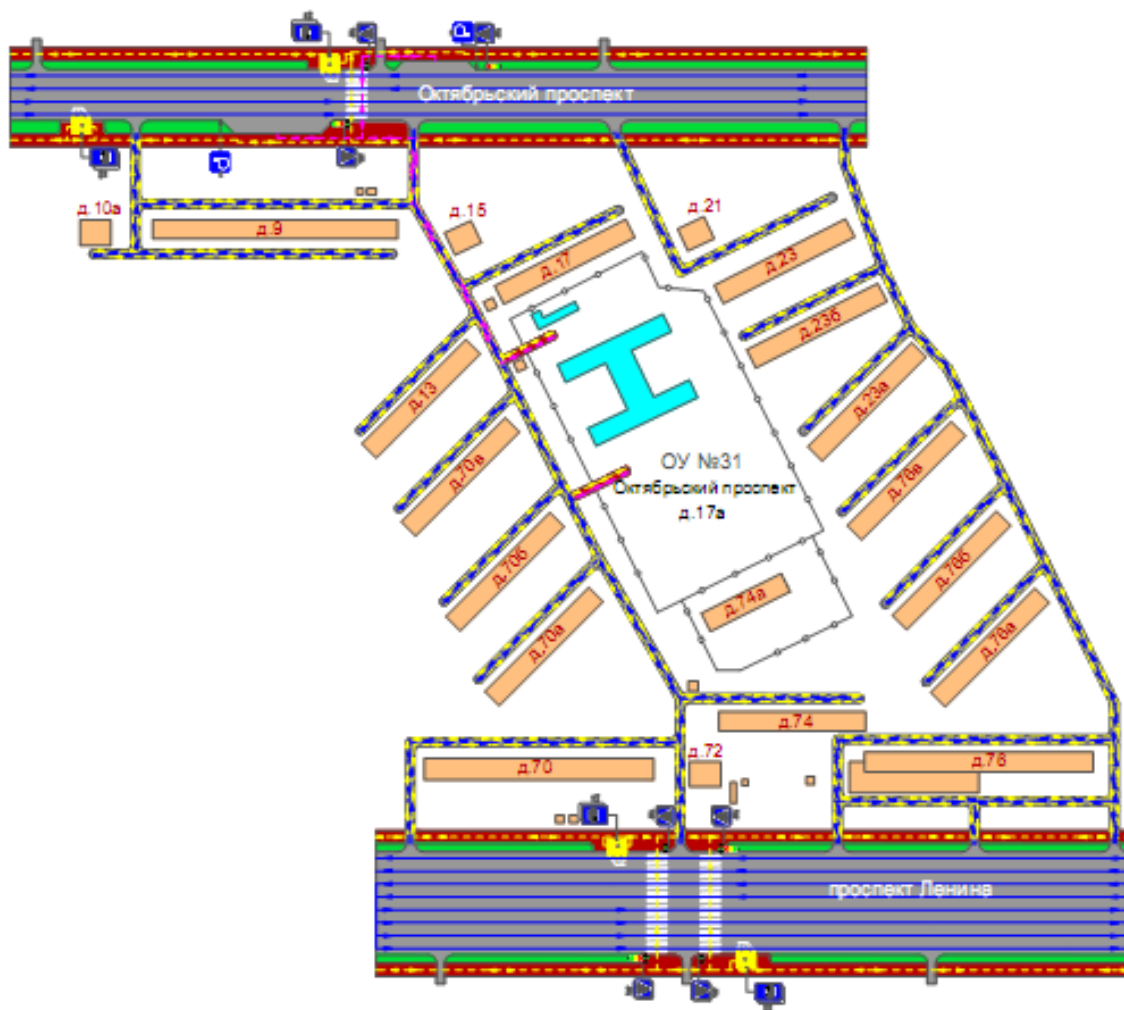 Р
Октябрьский проспект
Р
д.10а
д.9
д.15
д.21
д.17
д.23
д.23б
д.13
д.23а
д.70в
ОУ №31
Октябрьский проспект
д.17а
д.76в
д.70б
д.76б
д.74а
д.70а
д.76а
д.74
д.72
д.70
д.76
проспект Ленина